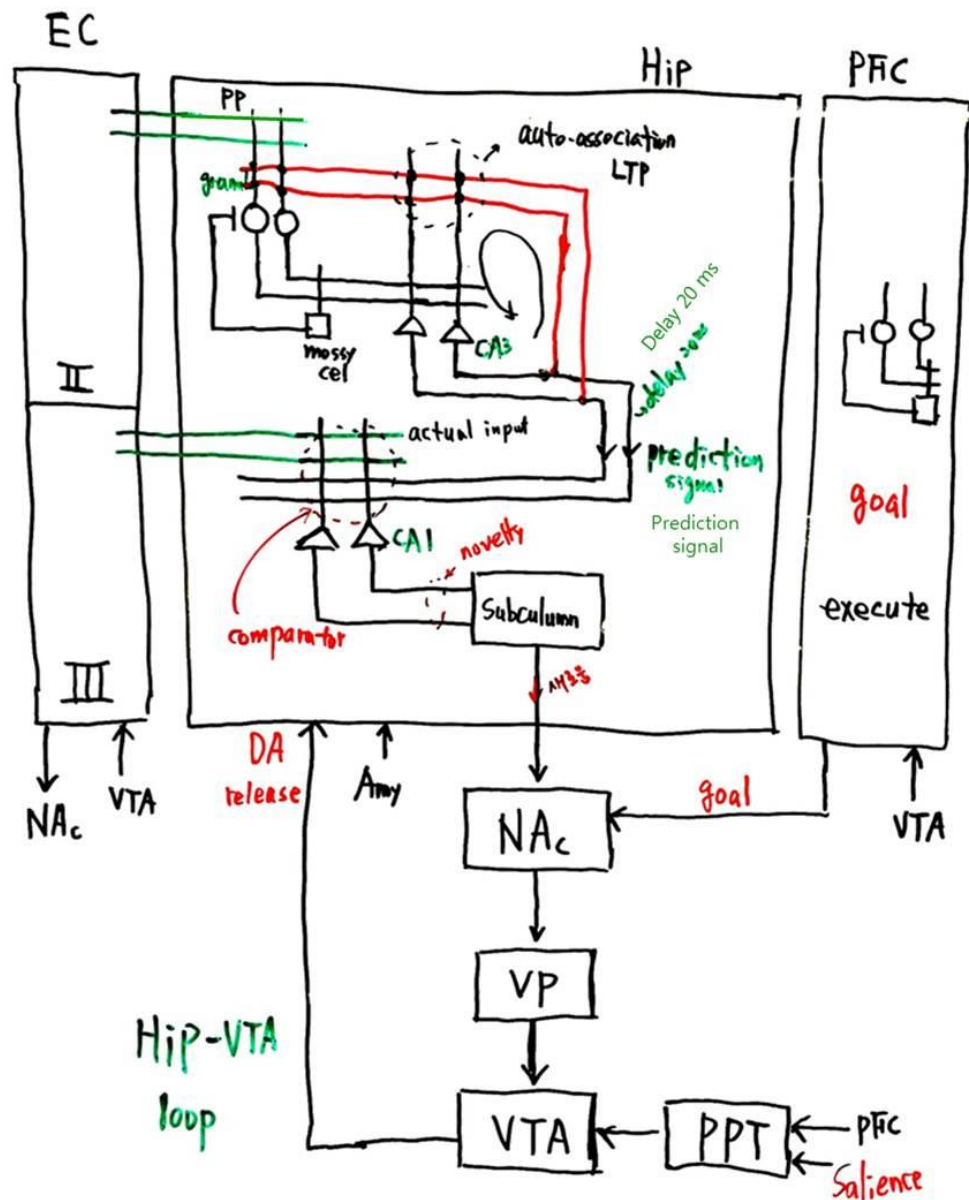 EC
Hip
PFC
PP
auto-association
LTP
mossy
cel
CA3
Delay 20 ms
II
actual input
prediction
signal
Prediction
signal
goal
CA1
novelty
comparator
Subculumn
execute
III
DA
release
NAc
VTA
Amy
NAc
goal
VTA
VP
Hip-VTA
loop
VTA
PPT
PFC
Salience